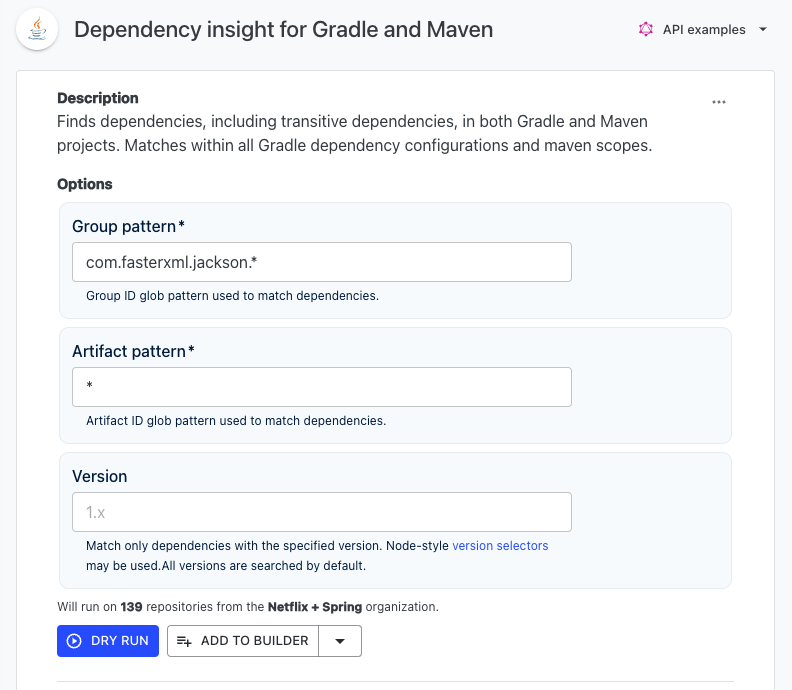 Dependency insight for Gradle and Maven
API examples
Description
Finds dependencies, including transitive dependencies, in both Gradle and Maven
projects. Matches within all Gradle dependency configurations and maven scopes.
Options
Group pattern*
com.fasterxml.jackson.*
Group ID glob pattern used to match dependencies.
Artifact pattern*
*
Artifact ID glob pattern used to match dependencies.
Version
1.x
Match only dependencies with the specified version. Node-style version selectors
may be used.All versions are searched by default.
Will run on 139 repositories from the Netflix + Spring organization.
DRY RUN
ADD TO BUILDER